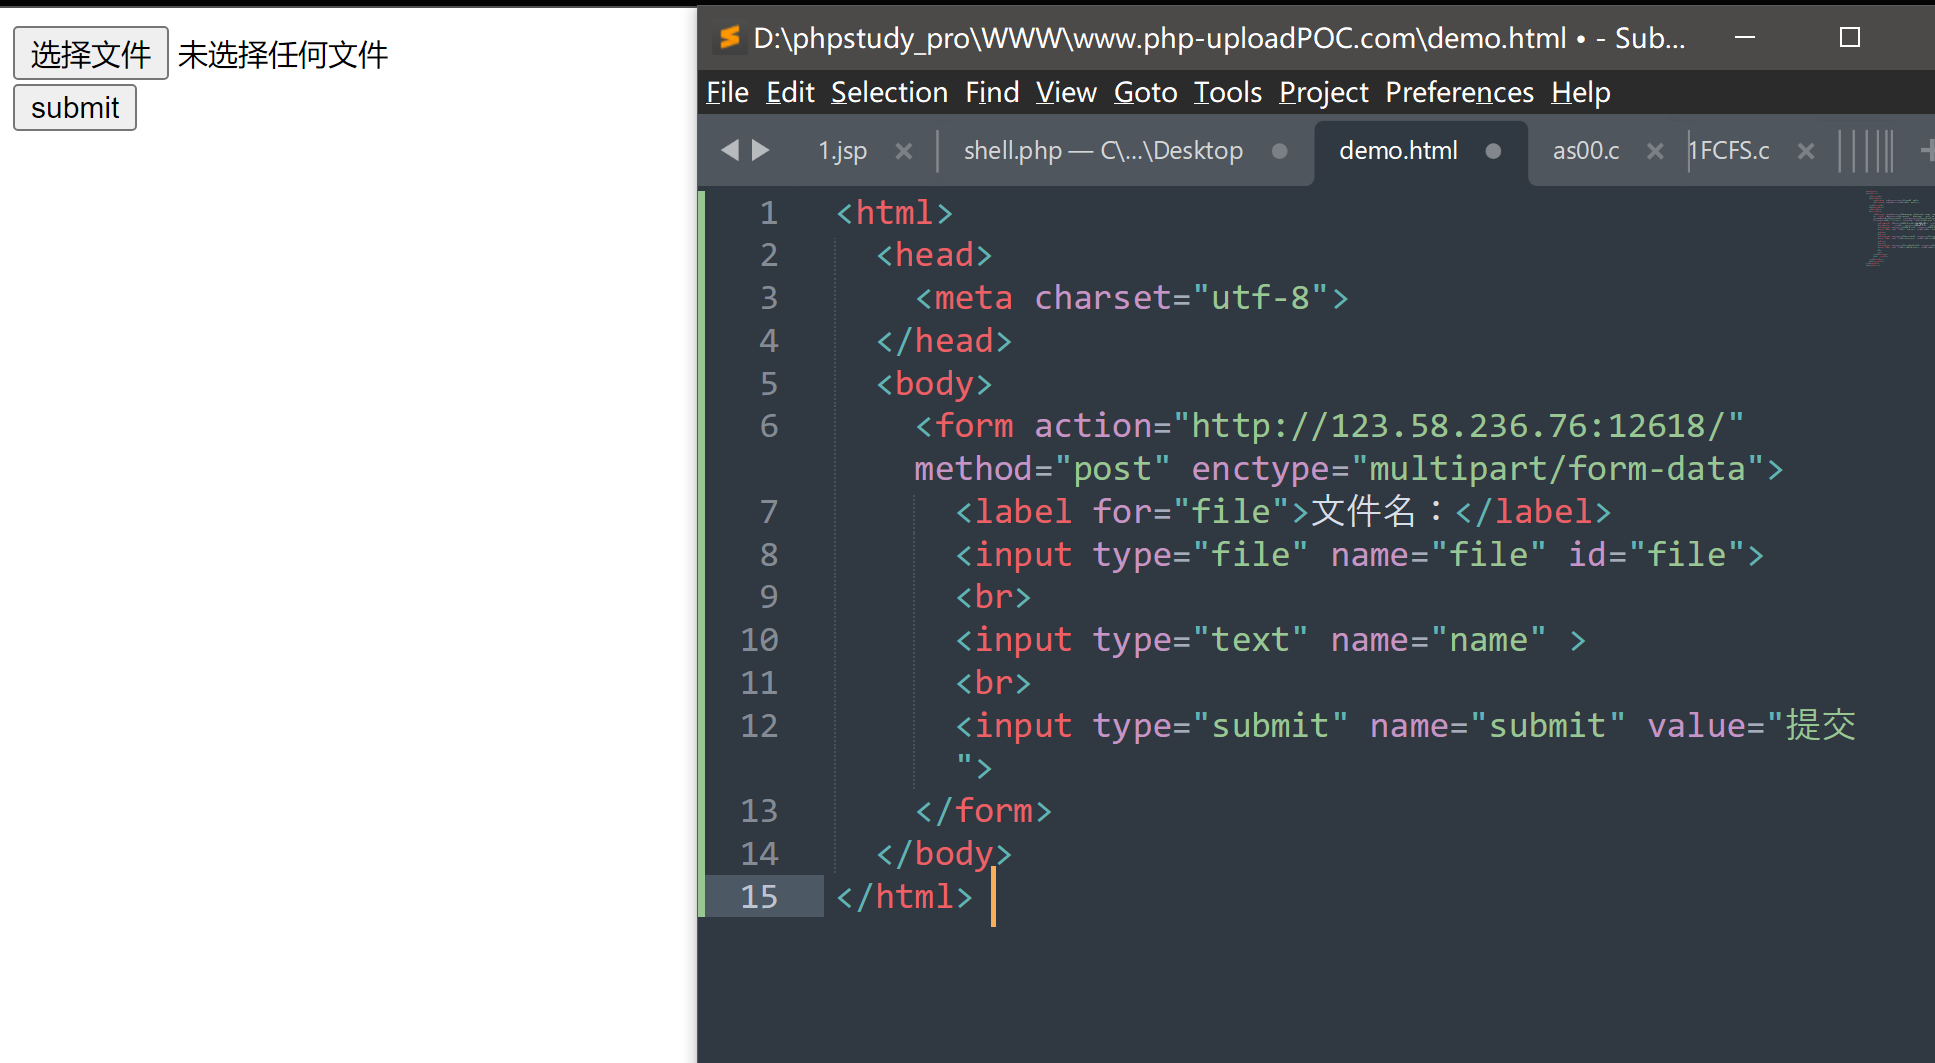 选择文件 未选择任何文件
submit
D:\phpstudy_pro\WWW\www.php-uploadPOC.com\demo.html • - Sub...
File Edit Selection Find View Goto Tools Project Preferences Help
1.jsp shell.php — C\...\Desktop demo.html as00.c 1FCFS.c
1 <html>
2 <head>
3 <meta charset="utf-8">
4 </head>
5 <body>
6 <form action="http://123.58.236.76:12618/"
method="post" enctype="multipart/form-data">
7 <label for="file">文件名：</label>
8 <input type="file" name="file" id="file">
9 <br>
10 <input type="text" name="name" >
11 <br>
12 <input type="submit" name="submit" value="提交
">
13 </form>
14 </body>
15 </html>